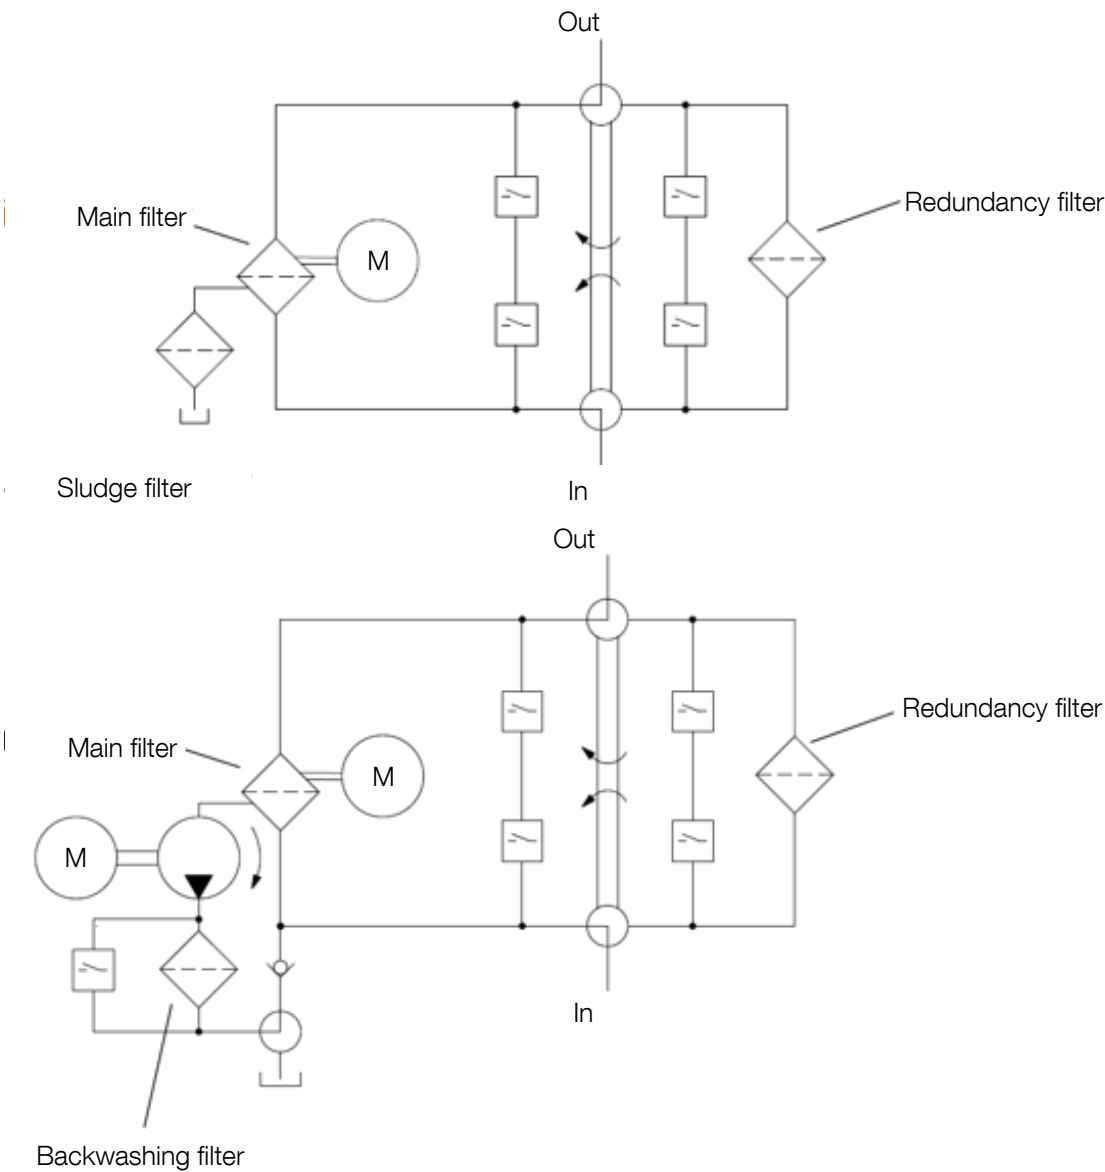 Out
Main filter
M
Redundancy filter
Sludge filter
In
Out
Redundancy filter
Main filter
M
M
In
Backwashing filter